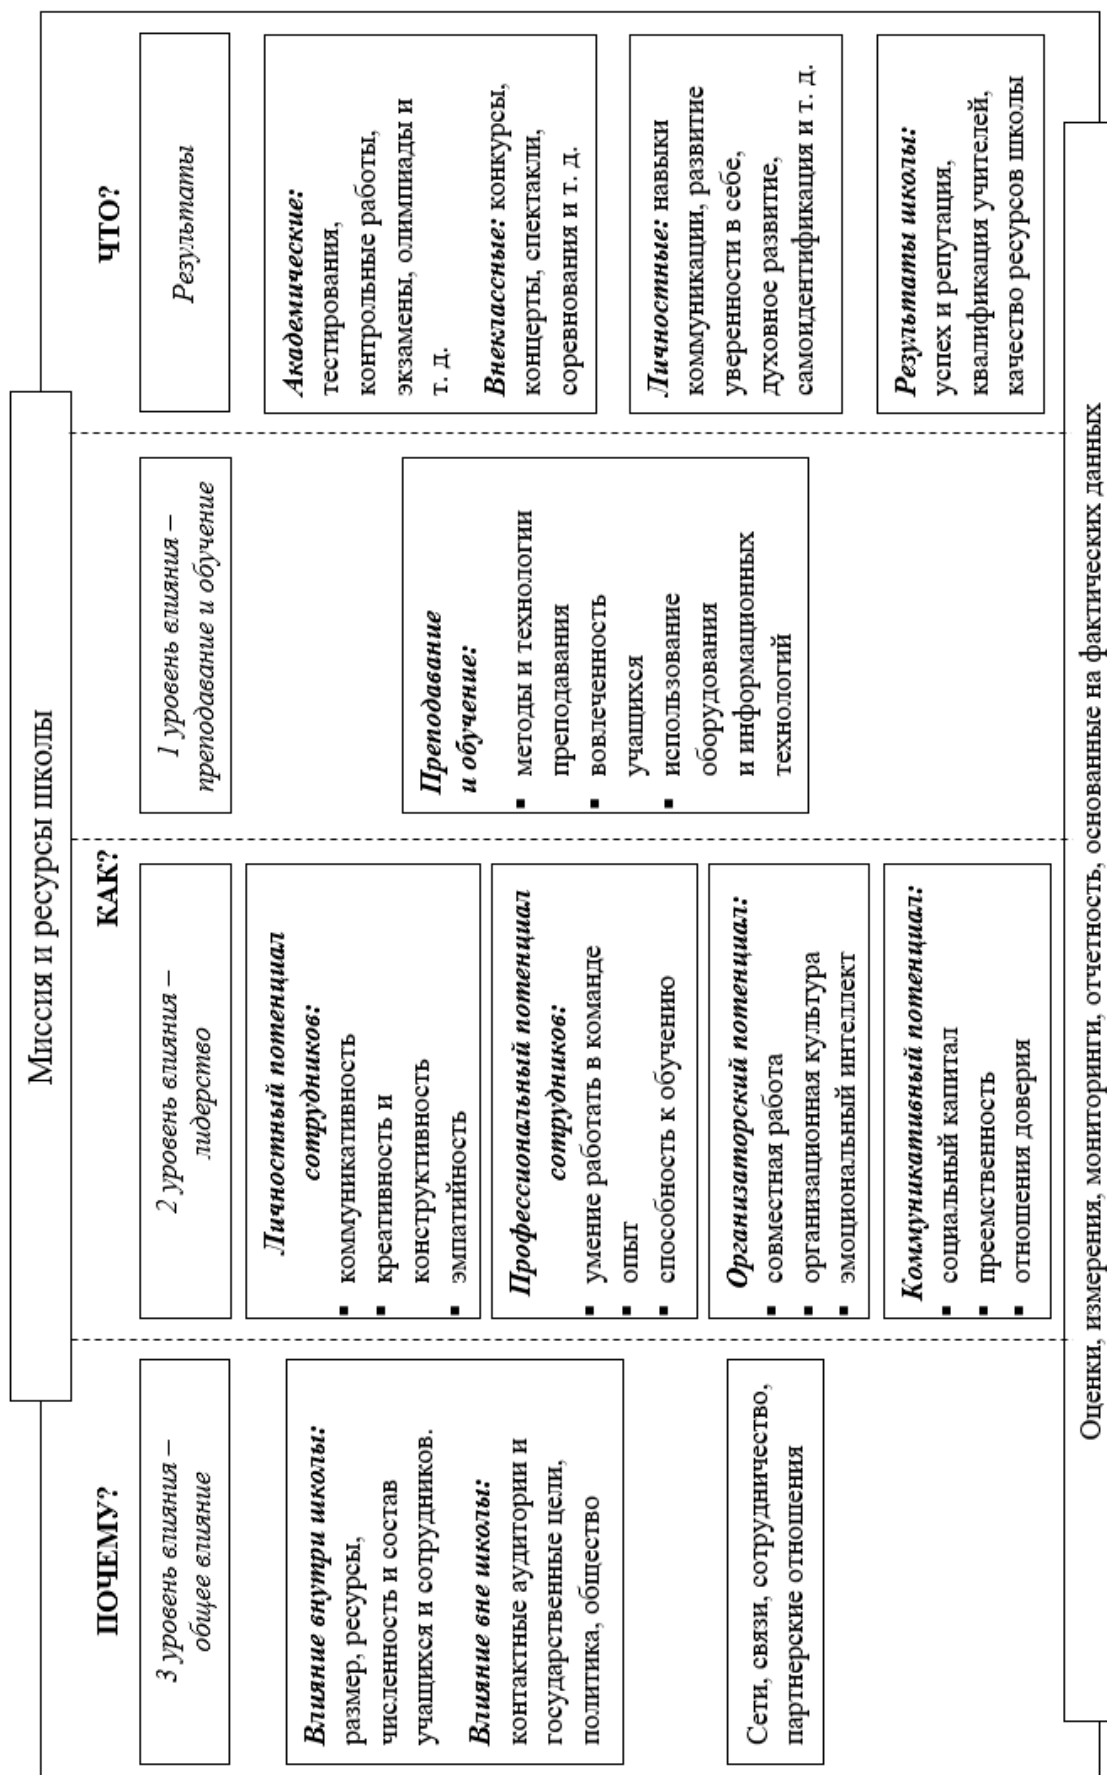 Миссия и ресурсы школы
ПОЧЕМУ?
КАК?
ЧТО?
3 уровень влияния –
общее влияние
2 уровень влияния –
лидерство
1 уровень влияния –
преподавание и обучение
Результаты
Влияние внутри школы:
размер, ресурсы,
численность и состав
учащихся и сотрудников.
Влияние вне школы:
контактные аудитории и
государственные цели,
политика, общество
Сети, связи, сотрудничество,
партнерские отношения
Личностный потенциал
сотрудников:
▪ коммуникативность
▪ креативность и
конструктивность
▪ эмпатийность
Профессиональный потенциал
сотрудников:
▪ умение работать в команде
▪ опыт
▪ способность к обучению
Организаторский потенциал:
▪ совместная работа
▪ организационная культура
▪ эмоциональный интеллект
Коммуникативный потенциал:
▪ социальный капитал
▪ преемственность
▪ отношения доверия
Преподавание
и обучение:
▪ методы и технологии
преподавания
▪ вовлеченность
учащихся
▪ использование
оборудования
и информационных
технологий
Академические:
тестирования,
контрольные работы,
экзамены, олимпиады и
т. д.
Внеклассные: конкурсы,
концерты, спектакли,
соревнования и т. д.
Личностные: навыки
коммуникации, развитие
уверенности в себе,
духовное развитие,
самоидентификация и т. д.
Результаты школы:
успех и репутация,
квалификация учителей,
качество ресурсов школы
Оценки, измерения, мониторинги, отчетность, основанные на фактических данных